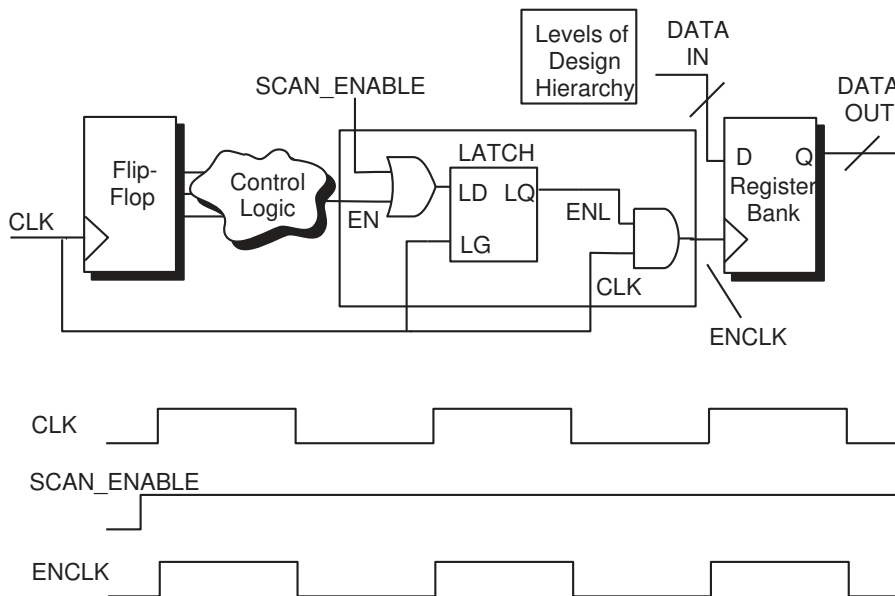 Levels of
Design
Hierarchy
DATA
IN
DATA
OUT
SCAN_ENABLE
Flip-
Flop
Control
Logic
CLK
EN
LATCH
LD LQ
LG
ENL
CLK
D Q
Register
Bank
ENCLK
CLK
SCAN_ENABLE
ENCLK